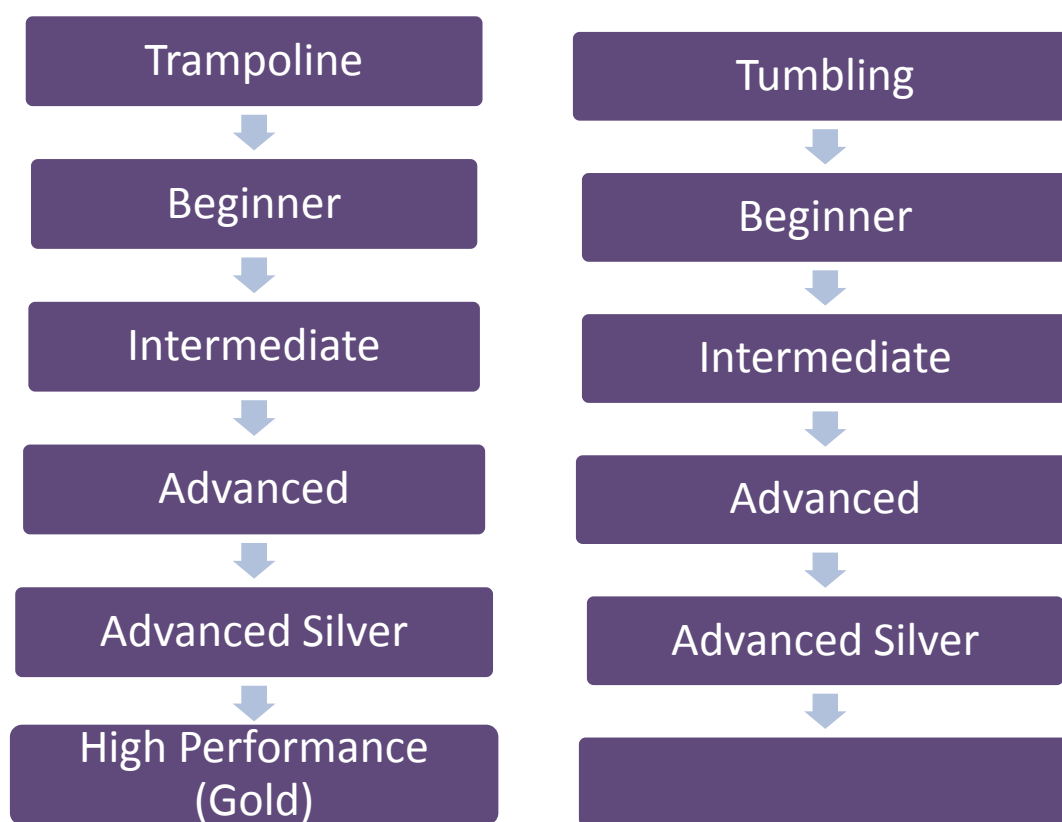 Trampoline
Beginner
Intermediate
Advanced
Advanced Silver
High Performance
(Gold)
Tumbling
Beginner
Intermediate
Advanced
Advanced Silver